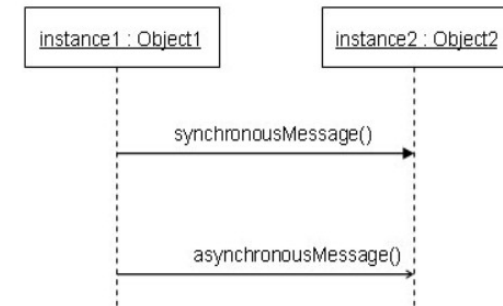 instance1 : Object1
instance2 : Object2
synchronousMessage()
asynchronousMessage()